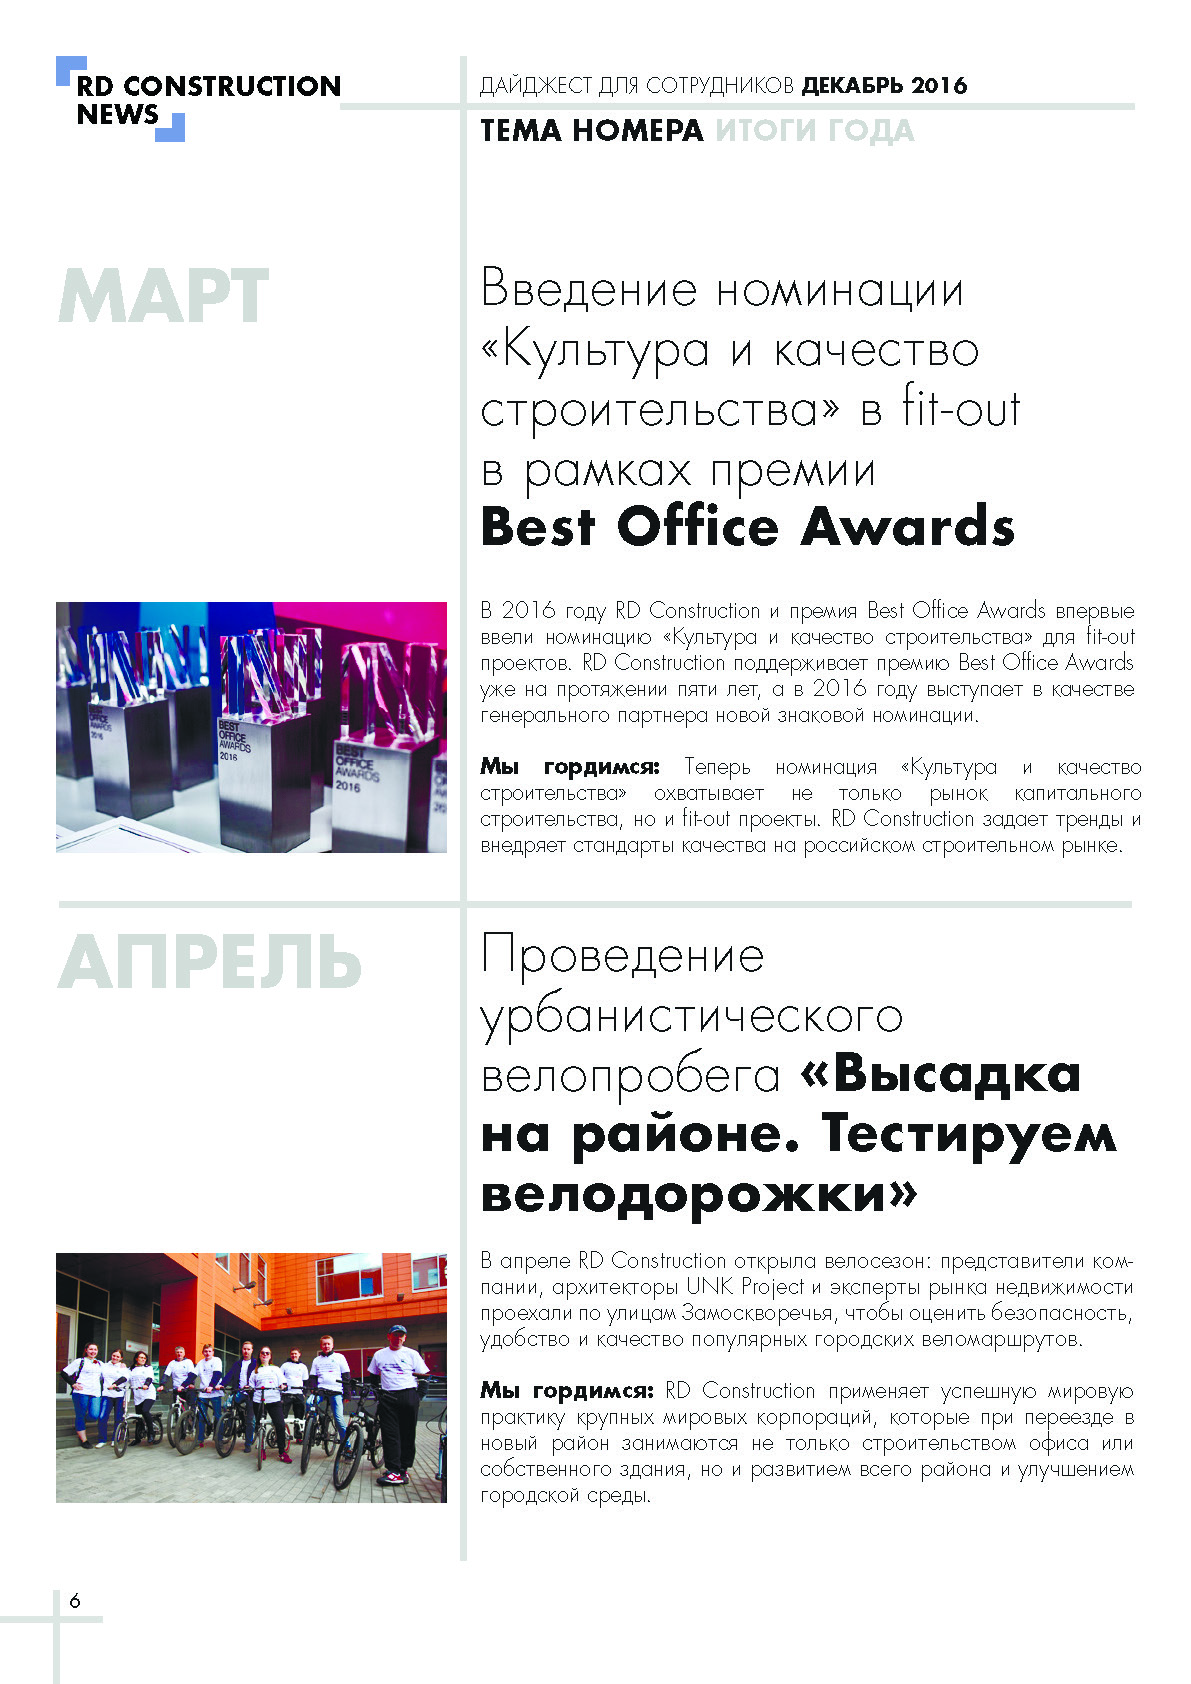 RD CONSTRUCTION
NEWS
ДАЙДЖЕСТ ДЛЯ СОТРУДНИКОВ ДЕКАБРЬ 2016
ТЕМА НОМЕРА ИТОГИ ГОДА
МАРТ
Введение номинации
«Культура и качество
строительства» в fit-out
в рамках премии
Best Office Awards
BEST
OFFICE
AWARDS
2016
BEST
OFFICE
AWARDS
2016
BEST
OFFICE
AWARDS
2016
В 2016 году RD Construction и премия Best Office Awards впервые
ввели номинацию «Культура и качество строительства» для fit-out
проектов. RD Construction поддерживает премию Best Office Awards
уже на протяжении пяти лет, а в 2016 году выступает в качестве
генерального партнера новой знаковой номинации.
Мы гордимся: Теперь номинация «Культура и качество
строительства» охватывает не только рынок капитального
строительства, но и fit-out проекты. RD Construction задает тренды и
внедряет стандарты качества на российском строительном рынке.
АПРЕЛЬ
Проведение
урбанистического
велопробега «Высадка
на районе. Тестируем
велодорожки»
В апреле RD Construction открыла велосезон: представители ком-
пании, архитекторы UNK Project и эксперты рынка недвижимости
проехали по улицам Замоскворечья, чтобы оценить безопасность,
удобство и качество популярных городских веломаршрутов.
Мы гордимся: RD Construction применяет успешную мировую
практику крупных мировых корпораций, которые при переезде в
новый район занимаются не только строительством офиса или
собственного здания, но и развитием всего района и улучшением
городской среды.
6